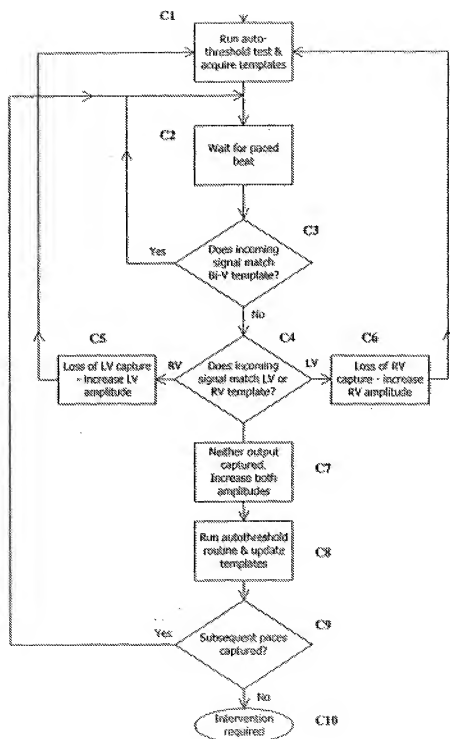 C1
Run auto-
threshold test &
acquire templates
C2
Wait for paced
beat
C3
Yes
Does incoming
signal match
Bi-V template?
No
C5
C4
C6
Loss of LV capture
- Increase LV
amplitude
RV
Does incoming
signal match LV or
RV template?
LV
Loss of RV
capture - increase
RV amplitude
Neither output
captured.
Increase both
amplitudes
C7
Run autothreshold
routine & update
templates
C8
C9
Yes
Subsequent paces
captured?
No
Intervention
required
C10